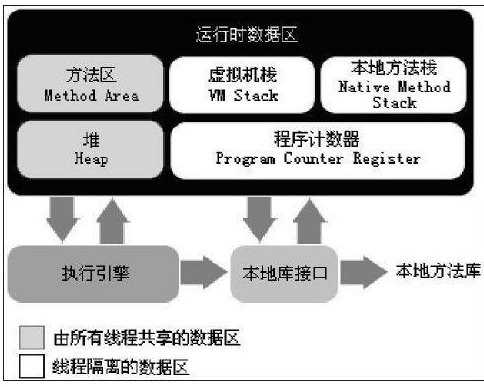 运行时数据区
方法区
Method Area
虚拟机栈
VM Stack
本地方法栈
Native Method
Stack
堆
Heap
程序计数器
Program Counter Register
执行引擎
本地库接口
本地方法库
由所有线程共享的数据区
线程隔离的数据区